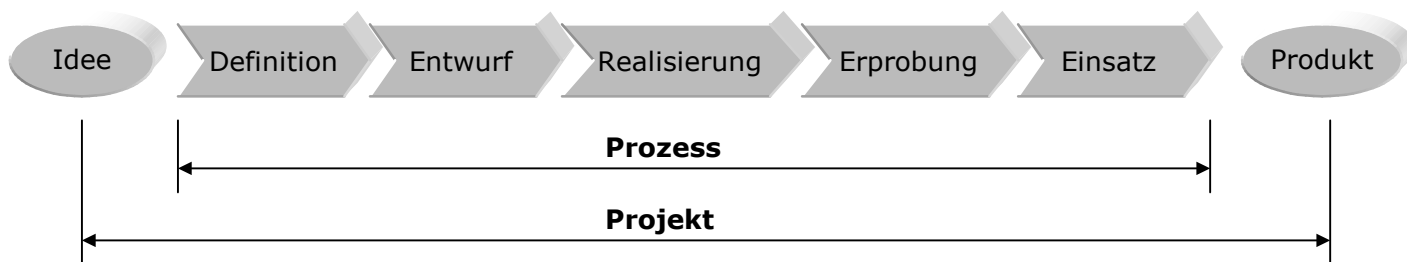 Idee Definition Entwurf Realisierung Erprobung Einsatz Produkt
Prozess
Projekt